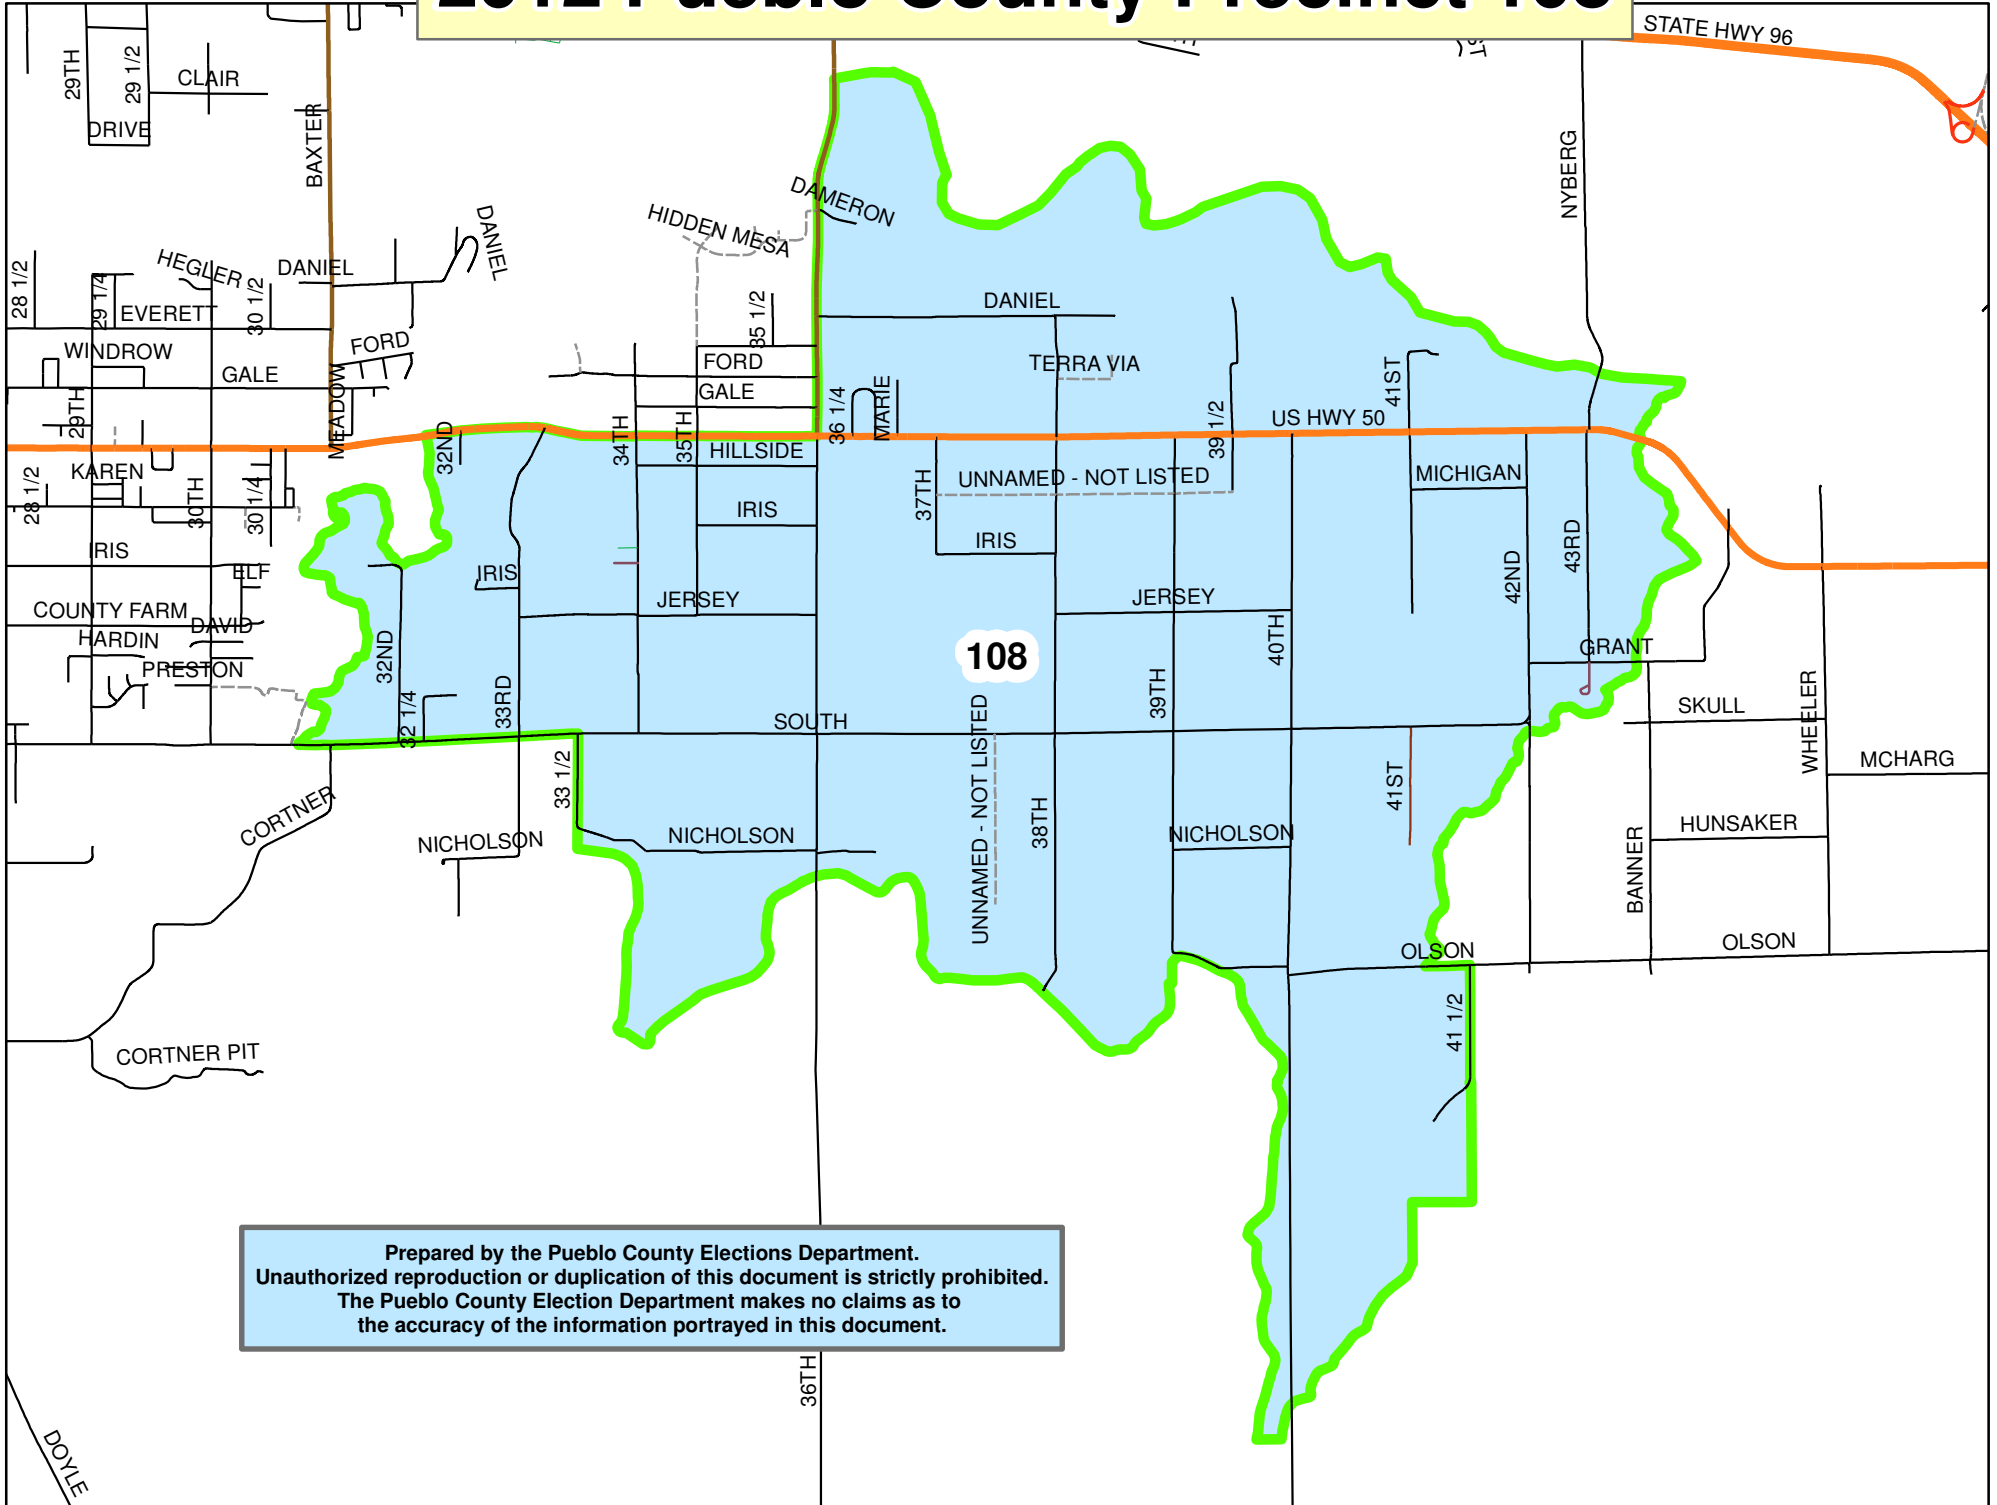 2012 Pueblo County Precinct 108
STATE HWY 96
29TH
29 1/2
CLAIR
DRIVE
BAXTER
NYBERG
DAMERON
HIDDEN MESA
DANIEL
HEGLER
DANIEL
28 1/2
29 1/4
EVERETT
30 1/2
35 1/2
DANIEL
WINDROW
FORD
FORD
TERRA VIA
GALE
GALE
41ST
29TH
MEADOW
36 1/4
MARIE
39 1/2
US HWY 50
32ND
34TH
35TH
HILLSIDE
KAREN
37TH
UNNAMED - NOT LISTED
MICHIGAN
28 1/2
30TH
30 1/4
IRIS
IRIS
43RD
IRIS
ELF
IRIS
42ND
COUNTY FARM
JERSEY
JERSEY
HARDIN
DAVID
PRESTON
32ND
108
40TH
GRANT
32 1/4
33RD
39TH
SKULL
SOUTH
WHEELER
UNNAMED - NOT LISTED
33 1/2
41ST
MCHARG
CORTNER
NICHOLSON
NICHOLSON
38TH
NICHOLSON
HUNSAKER
BANNER
OLSON
OLSON
41 1/2
CORTNER PIT
Prepared by the Pueblo County Elections Department.
Unauthorized reproduction or duplication of this document is strictly prohibited.
The Pueblo County Election Department makes no claims as to
the accuracy of the information portrayed in this document.
36TH
DOYLE